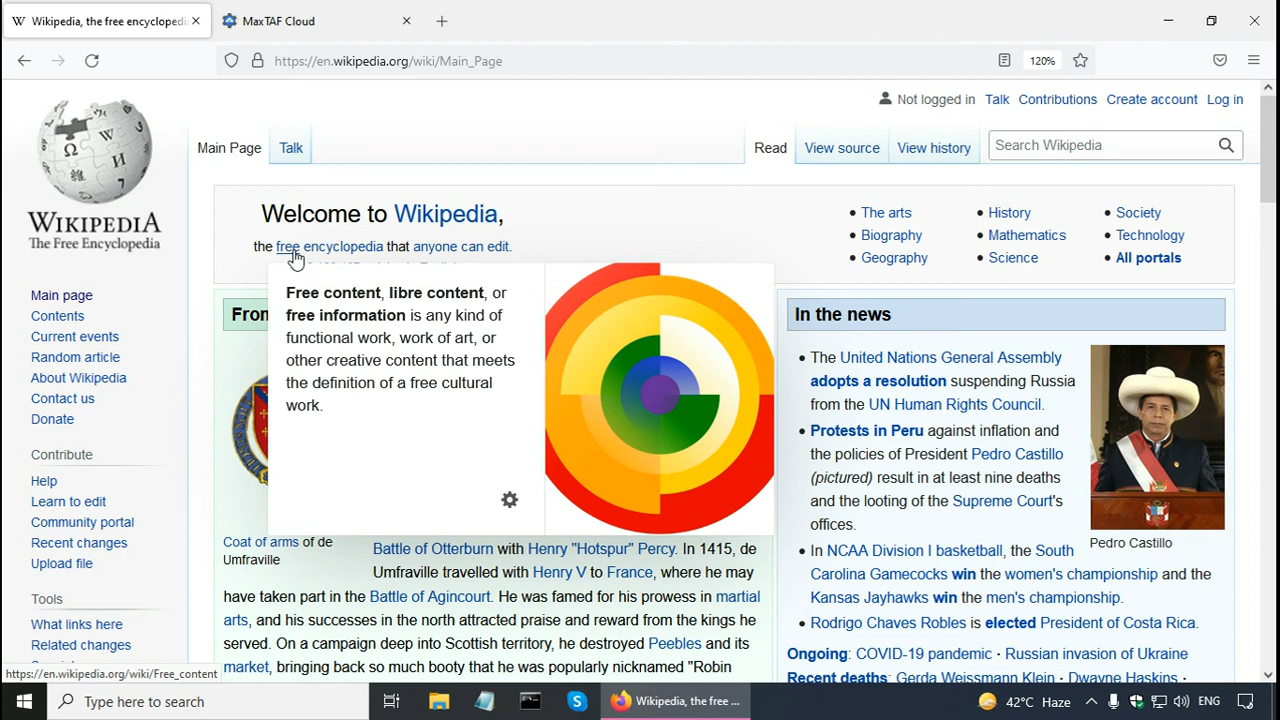 Wikipedia, the free encyclopedi
MaxTAF Cloud
https://en.wikipedia.org/wiki/Main_Page
120%
Not logged in Talk Contributions Create account Log in
WIKIPEDIA
The Free Encyclopedia
Main Page Talk
Read View source View history
Search Wikipedia
Welcome to Wikipedia,
the free encyclopedia that anyone can edit.
The arts
Biography
Geography
History
Mathematics
Science
Society
Technology
All portals
Main page
Contents
Current events
Random article
About Wikipedia
Contact us
Donate
Contribute
Help
Learn to edit
Community portal
Recent changes
Upload file
Tools
What links here
Related changes
From
Free content, libre content, or
free information is any kind of
functional work, work of art, or
other creative content that meets
the definition of a free cultural
work.
Coat of arms of de
Umfraville
Battle of Otterburn with Henry "Hotspur" Percy. In 1415, de
Umfraville travelled with Henry V to France, where he may
have taken part in the Battle of Agincourt. He was famed for his prowess in martial
arts, and his successes in the north attracted praise and reward from the kings he
served. On a campaign deep into Scottish territory, he destroyed Peebles and its
market, bringing back so much booty that he was popularly nicknamed "Robin
In the news
The United Nations General Assembly
adopts a resolution suspending Russia
from the UN Human Rights Council.
Protests in Peru against inflation and
the policies of President Pedro Castillo
(pictured) result in at least nine deaths
and the looting of the Supreme Court's
offices.
Pedro Castillo
In NCAA Division I basketball, the South
Carolina Gamecocks win the women's championship and the
Kansas Jayhawks win the men's championship.
Rodrigo Chaves Robles is elected President of Costa Rica.
Ongoing: COVID-19 pandemic · Russian invasion of Ukraine
Recent deaths: Gerda Weissmann Klein · Dwayne Haskins ·
https://en.wikipedia.org/wiki/Free_content
Type here to search
Wikipedia, the free ...
42°C Haze
ENG